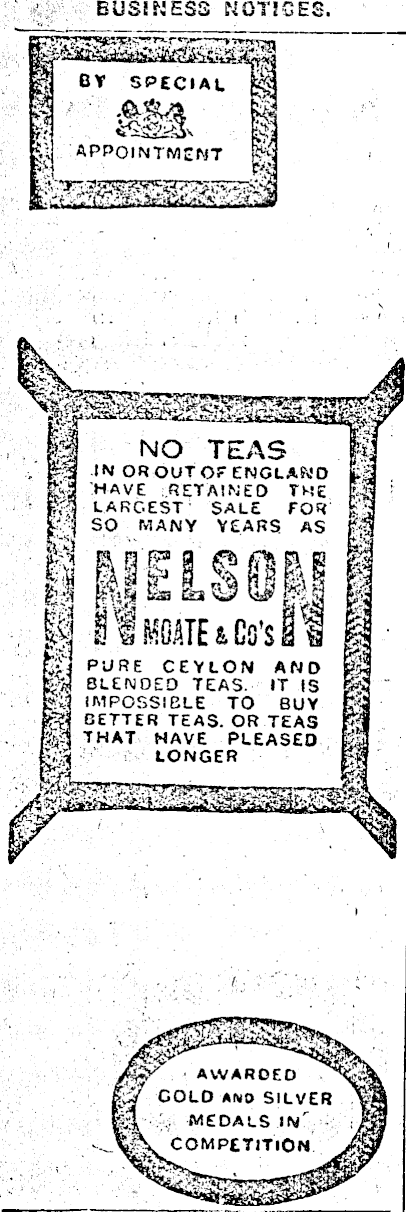 BUSINESS NOTICES.
BY SPECIAL
APPOINTMENT
NO TEAS
IN OR OUT OF ENGLAND
HAVE RETAINED THE
LARGEST SALE FOR
SO MANY YEARS AS
NELSON
MOATE & Co's
PURE CEYLON AND
BLENDED TEAS. IT IS
IMPOSSIBLE TO BUY
BETTER TEAS, OR TEAS
THAT HAVE PLEASED
LONGER
AWARDED
GOLD AND SILVER
MEDALS IN
COMPETITION